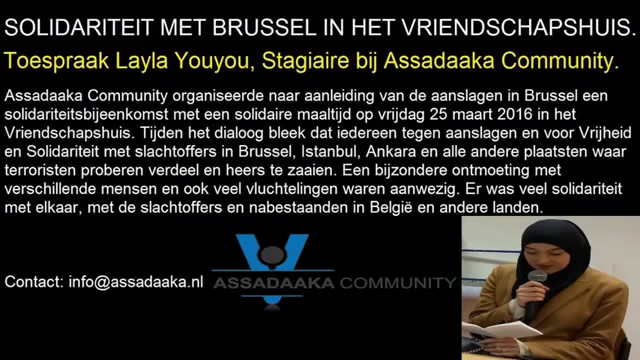 SOLIDARITEIT MET BRUSSEL IN HET VRIENDSCHAPSHUIS.
Toespraak Layla Youyou, Stagiaire bij Assadaaka Community.
Assadaaka Community organiseerde naar aanleiding van de aanslagen in Brussel een
solidariteitsbijeenkomst met een solidaire maaltijd op vrijdag 25 maart 2016 in het
Vriendschapshuis. Tijden het dialoog bleek dat iedereen tegen aanslagen en voor Vrijheid
en Solidariteit met slachtoffers in Brussel, Istanbul, Ankara en alle andere plaatsten waar
terroristen proberen verdeel en heers te zaaien. Een bijzondere ontmoeting met
verschillende mensen en ook veel vluchtelingen waren aanwezig. Er was veel solidariteit
met elkaar, met de slachtoffers en nabestaanden in België en andere landen.
Contact: info@assadaaka.nl
ASSADAAKA COMMUNITY